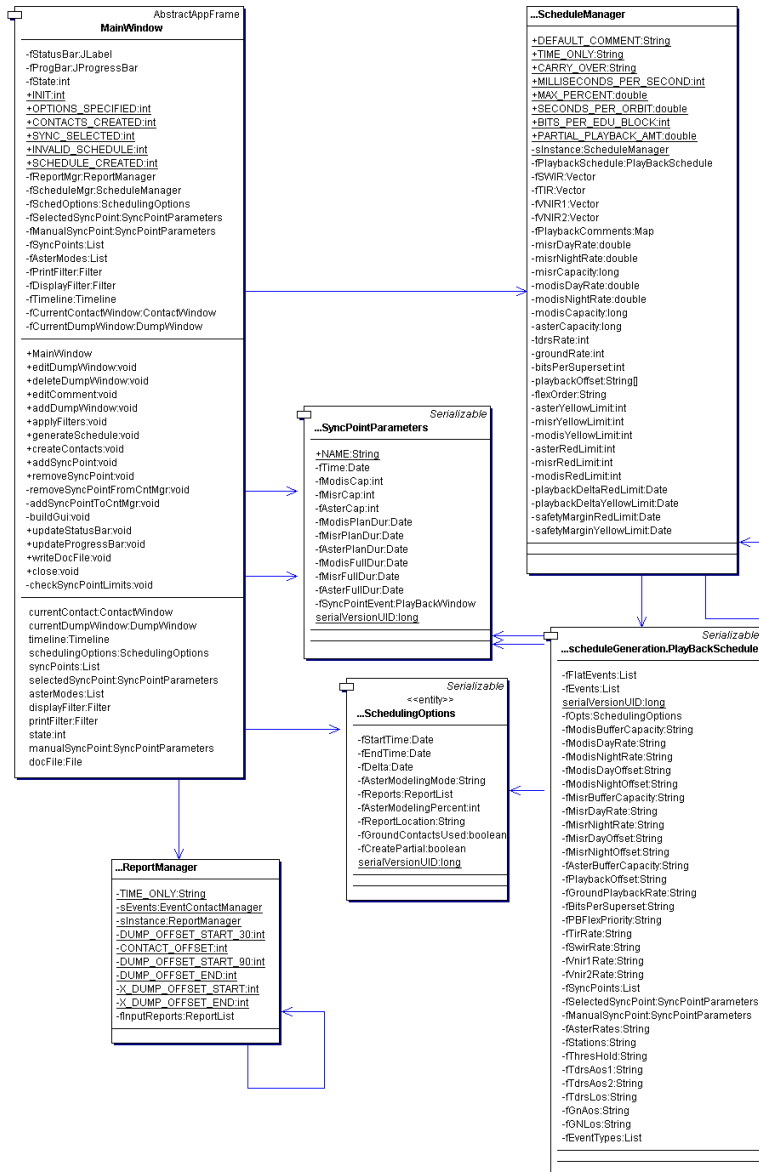 AbstractAppFrame
MainWindow
-fStatusBar:JLabel
-fProgBar:JProgressBar
-fState:int
+INIT:int
+OPTIONS_SPECIFIED:int
+CONTACTS_CREATED:int
+SYNC_SELECTED:int
+INVALID_SCHEDULE:int
+SCHEDULE_CREATED:int
-fReportMgr:ReportManager
-fScheduleMgr:ScheduleManager
-fSchedOptions:SchedulingOptions
-fSelectedSyncPoint:SyncPointParameters
-fManualSyncPoint:SyncPointParameters
-fSyncPoints:List
-fAsterModes:List
-fPrintFilter:Filter
-fDisplayFilter:Filter
-fTimeline:Timeline
-fCurrentContactWindow:ContactWindow
-fCurrentDumpWindow:DumpWindow
+MainWindow
+editDumpWindow:void
+deleteDumpWindow:void
+editComment:void
+addDumpWindow:void
+applyFilters:void
+generateSchedule:void
+createContacts:void
+addSyncPoint:void
+removeSyncPoint:void
-removeSyncPointFromCntMgr:void
-addSyncPointToCntMgr:void
-buildGui:void
+updateStatusBar:void
+updateProgressBar:void
+writeDocFile:void
+close:void
-checkSyncPointLimits:void
currentContact:ContactWindow
currentDumpWindow:DumpWindow
timeline:Timeline
schedulingOptions:SchedulingOptions
syncPoints:List
selectedSyncPoint:SyncPointParameters
asterModes:List
displayFilter:Filter
printFilter:Filter
state:int
manualSyncPoint:SyncPointParameters
docFile:File
...ScheduleManager
+DEFAULT_COMMENT:String
+TIME_ONLY:String
+CARRY_OVER:String
+MILLISECONDS_PER_SECOND:int
+MAX_PERCENT:double
+SECONDS_PER_ORBIT:double
+BITS_PER_EDU_BLOCK:int
+PARTIAL_PLAYBACK_AMT:double
-sInstance:ScheduleManager
-fPlaybackSchedule:PlayBackSchedule
-fSWIR:Vector
-fTIR:Vector
-fVNIR1:Vector
-fVNIR2:Vector
-fPlaybackComments:Map
-misrDayRate:double
-misrNightRate:double
-misrCapacity:long
-modisDayRate:double
-modisNightRate:double
-modisCapacity:long
-asterCapacity:long
-tdrsRate:int
-groundRate:int
-bitsPerSuperset:int
-playbackOffset:String[]
-flexOrder:String
-asterYellowLimit:int
-misrYellowLimit:int
-modisYellowLimit:int
-asterRedLimit:int
-misrRedLimit:int
-modisRedLimit:int
-playbackDeltaRedLimit:Date
-playbackDeltaYellowLimit:Date
-safetyMarginRedLimit:Date
-safetyMarginYellowLimit:Date
Serializable
...SyncPointParameters
+NAME:String
-fTime:Date
-fModisCap:int
-fMisrCap:int
-fAsterCap:int
-fModisPlanDur:Date
-fMisrPlanDur:Date
-fAsterPlanDur:Date
-fModisFullDur:Date
-fMisrFullDur:Date
-fAsterFullDur:Date
-fSyncPointEvent:PlayBackWindow
serialVersionUID:long
Serializable
<<entity>>
...SchedulingOptions
-fStartTime:Date
-fEndTime:Date
-fDelta:Date
-fAsterModelingMode:String
-fReports:ReportList
-fAsterModelingPercent:int
-fReportLocation:String
-fGroundContactsUsed:boolean
-fCreatePartial:boolean
serialVersionUID:long
Serializable
...scheduleGeneration.PlayBackSchedule
-fFlatEvents:List
-fEvents:List
serialVersionUID:long
-fOpts:SchedulingOptions
-fModisBufferCapacity:String
-fModisDayRate:String
-fModisNightRate:String
-fModisDayOffset:String
-fModisNightOffset:String
-fMisrBufferCapacity:String
-fMisrDayRate:String
-fMisrNightRate:String
-fMisrDayOffset:String
-fMisrNightOffset:String
-fAsterBufferCapacity:String
-fPlaybackOffset:String
-fGroundPlaybackRate:String
-fBitsPerSuperset:String
-fPBFlexPriority:String
-fTirRate:String
-fSwirRate:String
-fVnir1Rate:String
-fVnir2Rate:String
-fSyncPoints:List
-fSelectedSyncPoint:SyncPointParameters
-fManualSyncPoint:SyncPointParameters
-fAsterRates:String
-fStations:String
-fThresHold:String
-fTdrsAos1:String
-fTdrsAos2:String
-fTdrsLos:String
-fGnAos:String
-fGNLos:String
-fEventTypes:List
...ReportManager
-TIME_ONLY:String
-sEvents:EventContactManager
-sInstance:ReportManager
-DUMP_OFFSET_START_30:int
-CONTACT_OFFSET:int
-DUMP_OFFSET_START_90:int
-DUMP_OFFSET_END:int
-X_DUMP_OFFSET_START:int
-X_DUMP_OFFSET_END:int
-fInputReports:ReportList